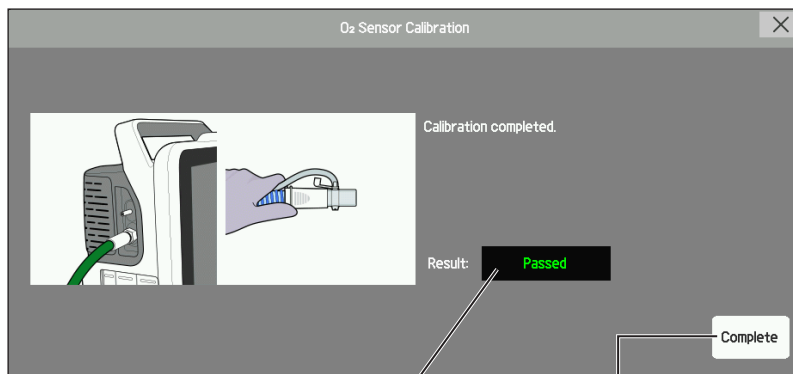 O₂ Sensor Calibration
Calibration completed.
Result: Passed
Complete